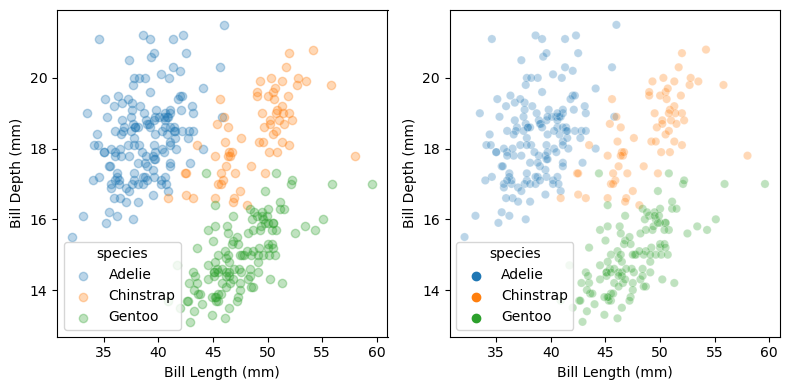 20
18
16
14
Bill Depth (mm)
species
Adelie
Chinstrap
Gentoo
35 40 45 50 55 60
Bill Length (mm)
20
18
16
14
Bill Depth (mm)
species
Adelie
Chinstrap
Gentoo
35 40 45 50 55 60
Bill Length (mm)